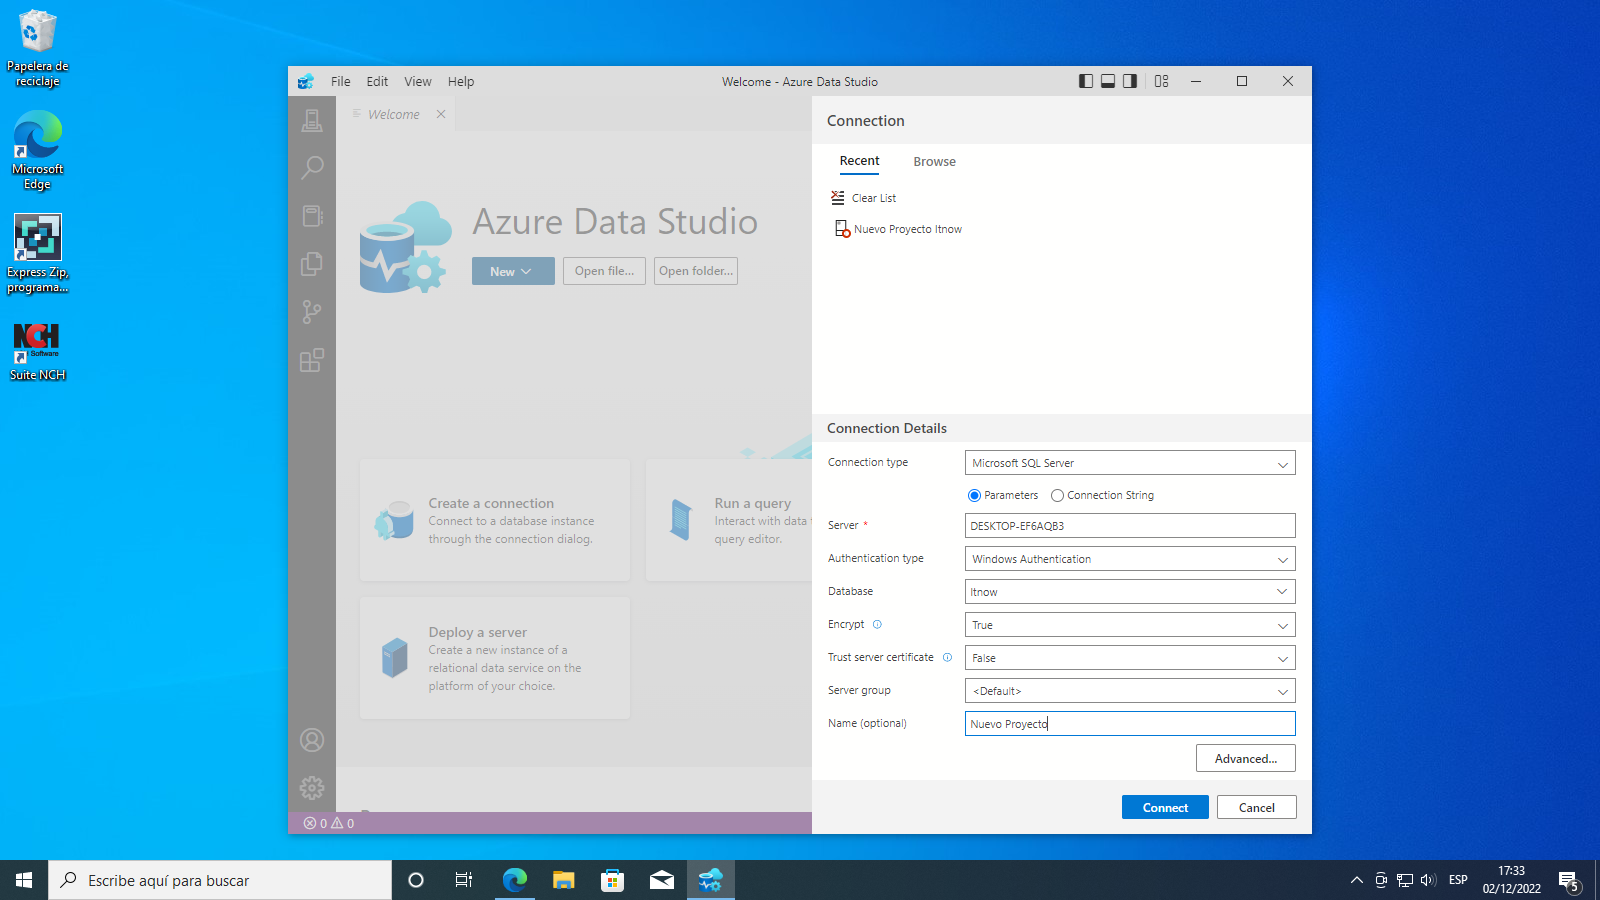 Papelera de
reciclaje
Microsoft
Edge
Express Zip,
programa...
NCH
Software
Suite NCH
File Edit View Help
Welcome - Azure Data Studio
Welcome
Azure Data Studio
New
Open file...
Open folder...
Create a connection
Connect to a database instance
through the connection dialog.
Run a query
Interact with data
query editor.
Deploy a server
Create a new instance of a
relational data service on the
platform of your choice.
0 0
Connection
Recent Browse
Clear List
Nuevo Proyecto Itnow
Connection Details
Connection type Microsoft SQL Server
Parameters Connection String
Server * DESKTOP-EF6AQB3
Authentication type Windows Authentication
Database Itnow
Encrypt True
Trust server certificate False
Server group <Default>
Name (optional) Nuevo Proyecto
Advanced...
Connect Cancel
Escribe aquí para buscar
ESP
17:33
02/12/2022
5